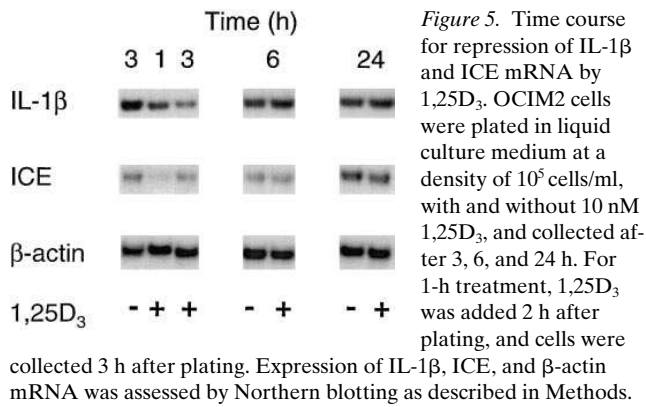 Time (h)
3 1 3 6 24
IL-1β
ICE
β-actin
1,25D₃ - + + - + - +
Figure 5. Time course
for repression of IL-1β
and ICE mRNA by
1,25D₃. OCIM2 cells
were plated in liquid
culture medium at a
density of 10⁵ cells/ml,
with and without 10 nM
1,25D₃, and collected af-
ter 3, 6, and 24 h. For
1-h treatment, 1,25D₃
was added 2 h after
plating, and cells were
collected 3 h after plating. Expression of IL-1β, ICE, and β-actin
mRNA was assessed by Northern blotting as described in Methods.